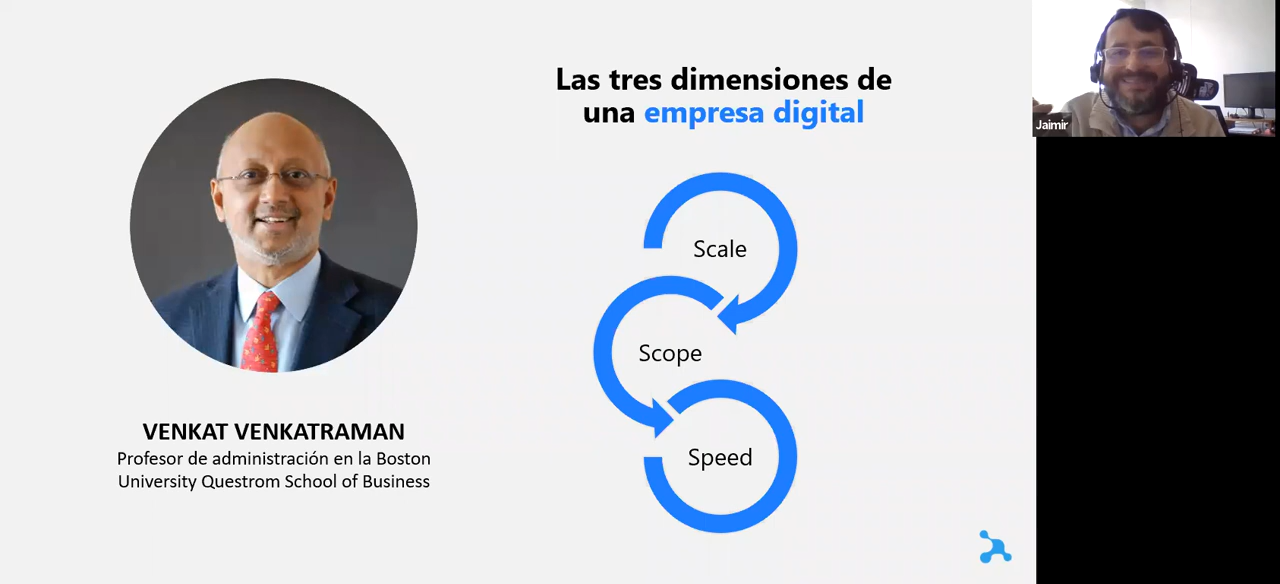 Las tres dimensiones de
una empresa digital
Scale
Scope
Speed
VENKAT VENKATRAMAN
Profesor de administración en la Boston
University Questrom School of Business
Jaimir